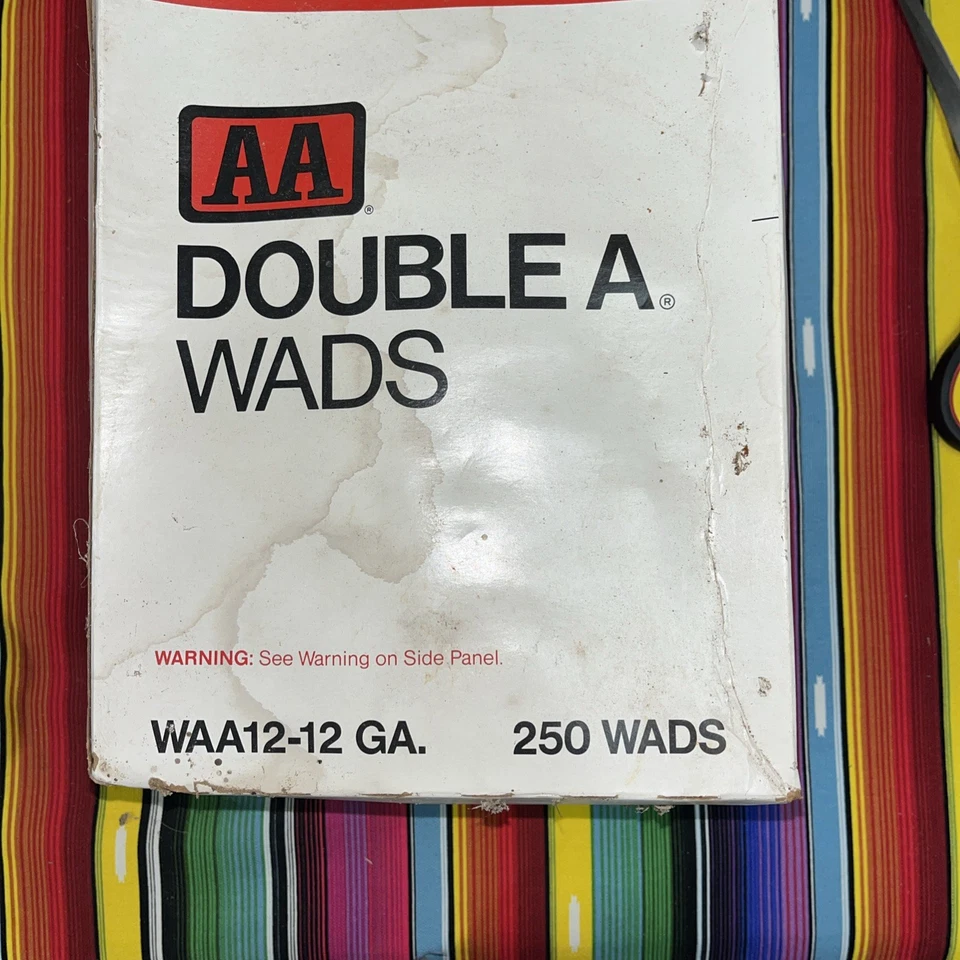 AA®
DOUBLE A®
WADS
WARNING: See Warning on Side Panel.
WAA12-12 GA. 250 WADS